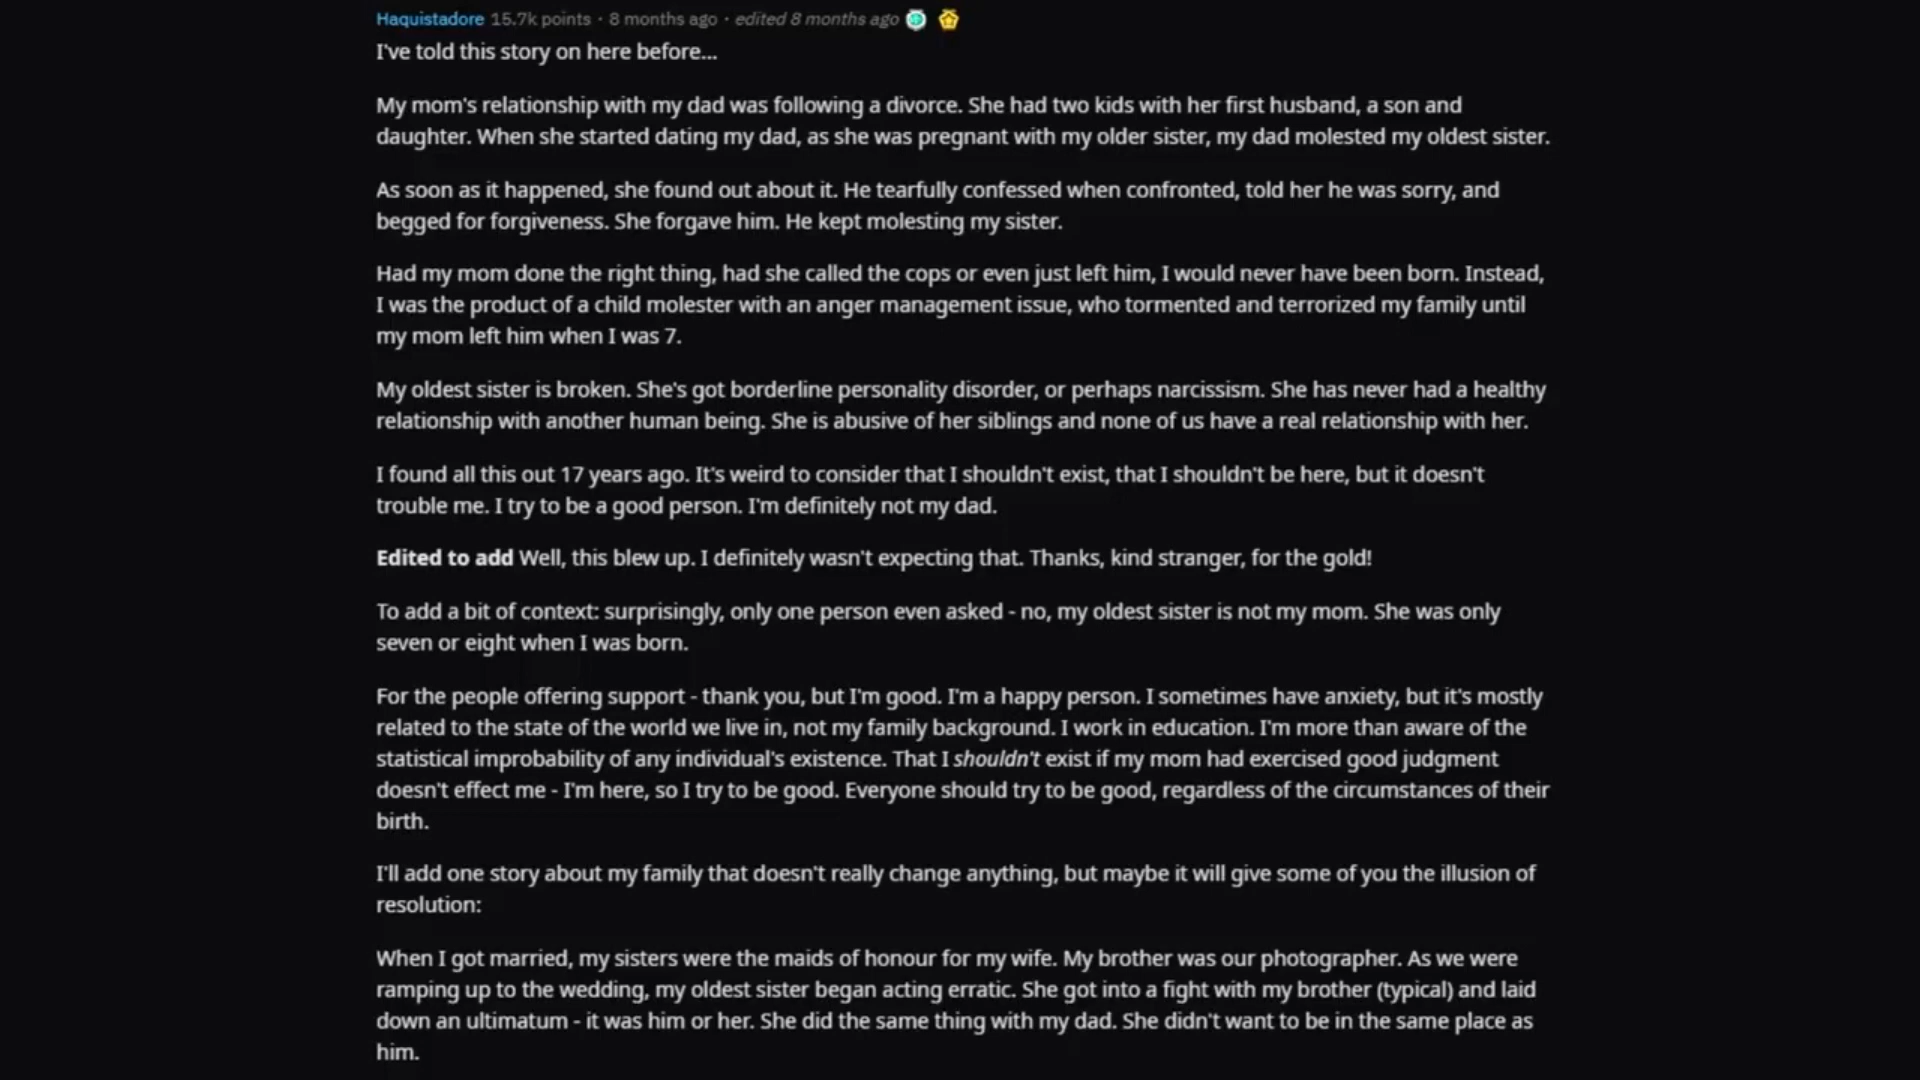 Haquistadore 15.7k points · 8 months ago · edited 8 months ago
I've told this story on here before...
My mom's relationship with my dad was following a divorce. She had two kids with her first husband, a son and
daughter. When she started dating my dad, as she was pregnant with my older sister, my dad molested my oldest sister.
As soon as it happened, she found out about it. He tearfully confessed when confronted, told her he was sorry, and
begged for forgiveness. She forgave him. He kept molesting my sister.
Had my mom done the right thing, had she called the cops or even just left him, I would never have been born. Instead,
I was the product of a child molester with an anger management issue, who tormented and terrorized my family until
my mom left him when I was 7.
My oldest sister is broken. She's got borderline personality disorder, or perhaps narcissism. She has never had a healthy
relationship with another human being. She is abusive of her siblings and none of us have a real relationship with her.
I found all this out 17 years ago. It's weird to consider that I shouldn't exist, that I shouldn't be here, but it doesn't
trouble me. I try to be a good person. I'm definitely not my dad.
Edited to add Well, this blew up. I definitely wasn't expecting that. Thanks, kind stranger, for the gold!
To add a bit of context: surprisingly, only one person even asked - no, my oldest sister is not my mom. She was only
seven or eight when I was born.
For the people offering support - thank you, but I'm good. I'm a happy person. I sometimes have anxiety, but it's mostly
related to the state of the world we live in, not my family background. I work in education. I'm more than aware of the
statistical improbability of any individual's existence. That I shouldn't exist if my mom had exercised good judgment
doesn't effect me - I'm here, so I try to be good. Everyone should try to be good, regardless of the circumstances of their
birth.
I'll add one story about my family that doesn't really change anything, but maybe it will give some of you the illusion of
resolution:
When I got married, my sisters were the maids of honour for my wife. My brother was our photographer. As we were
ramping up to the wedding, my oldest sister began acting erratic. She got into a fight with my brother (typical) and laid
down an ultimatum - it was him or her. She did the same thing with my dad. She didn't want to be in the same place as
him.